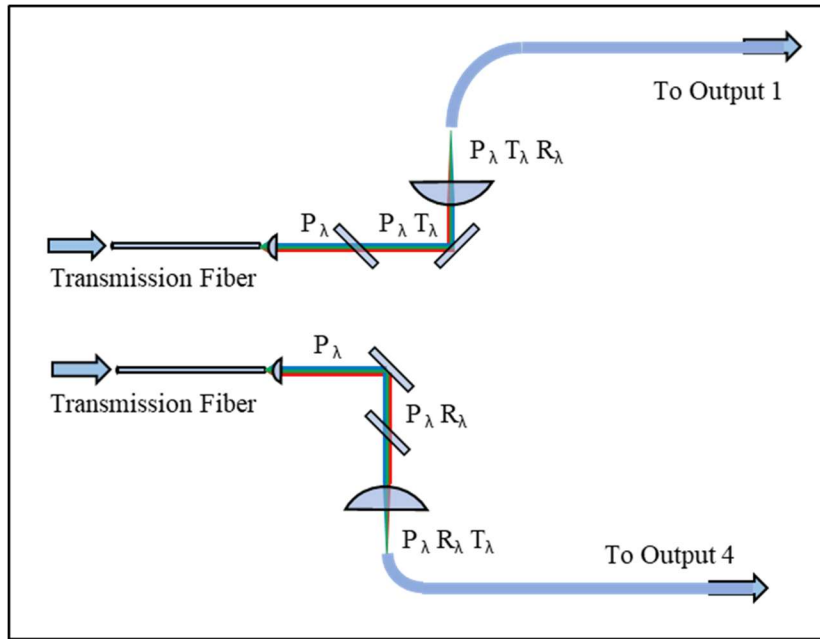 To Output 1
P λ T λ R λ
P λ
P λ T λ
Transmission Fiber
P λ
Transmission Fiber
P λ R λ
P λ R λ T λ
To Output 4